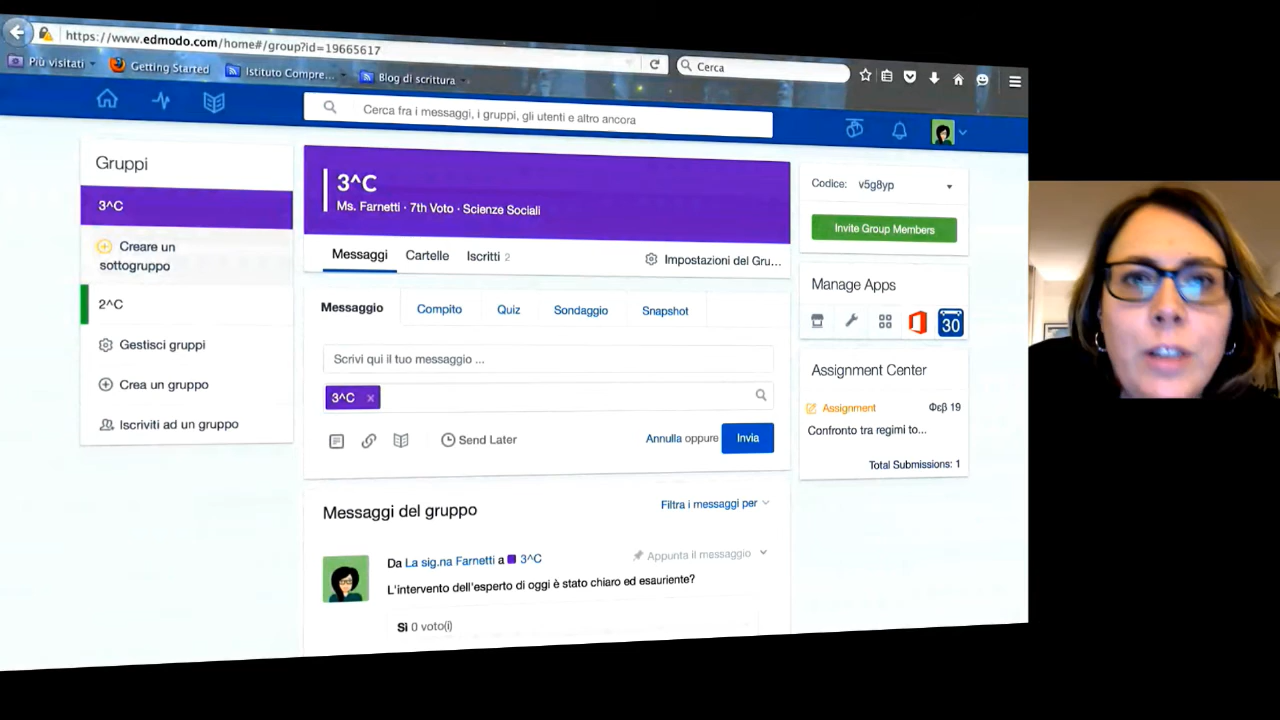 https://www.edmodo.com/home#/group?id=19665617
Cerca
Più visitati
Getting Started
Istituto Compre...
Blog di scrittura
Cerca fra i messaggi, i gruppi, gli utenti e altro ancora
Gruppi
3^C
Creare un
sottogruppo
2^C
Gestisci gruppi
Crea un gruppo
Iscriviti ad un gruppo
3^C
Ms. Farnetti · 7th Voto · Scienze Sociali
Messaggi Cartelle Iscritti 2 Impostazioni del Gru...
Messaggio Compito Quiz Sondaggio Snapshot
Scrivi qui il tuo messaggio ...
3^C ×
Send Later Annulla oppure Invia
Messaggi del gruppo Filtra i messaggi per
Da La sig.na Farnetti a 3^C Appunta il messaggio
L'intervento dell'esperto di oggi è stato chiaro ed esauriente?
Sì 0 voto(i)
Codice: v5g8yp
Invite Group Members
Manage Apps
30
Assignment Center
Assignment Φεβ 19
Confronto tra regimi to...
Total Submissions: 1